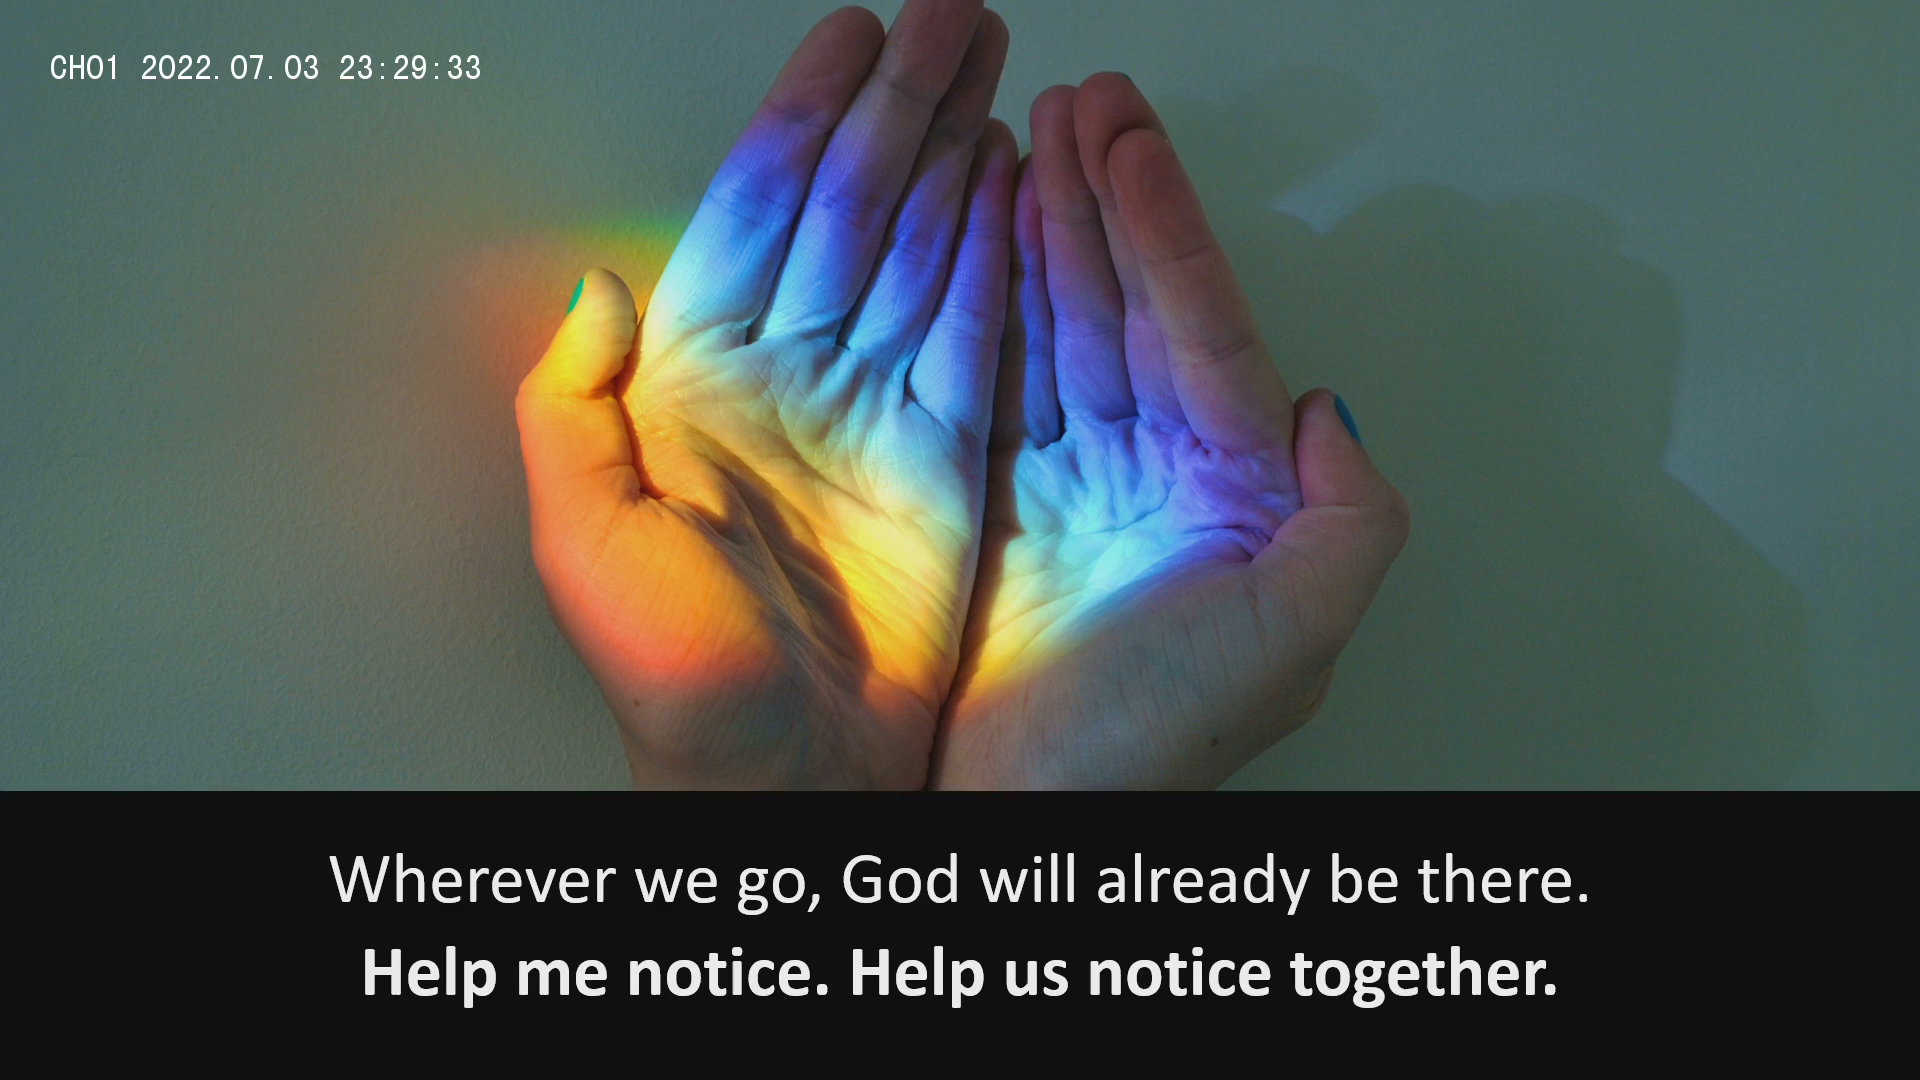 CH01 2022.07.03 23:29:33
Wherever we go, God will already be there.
Help me notice. Help us notice together.